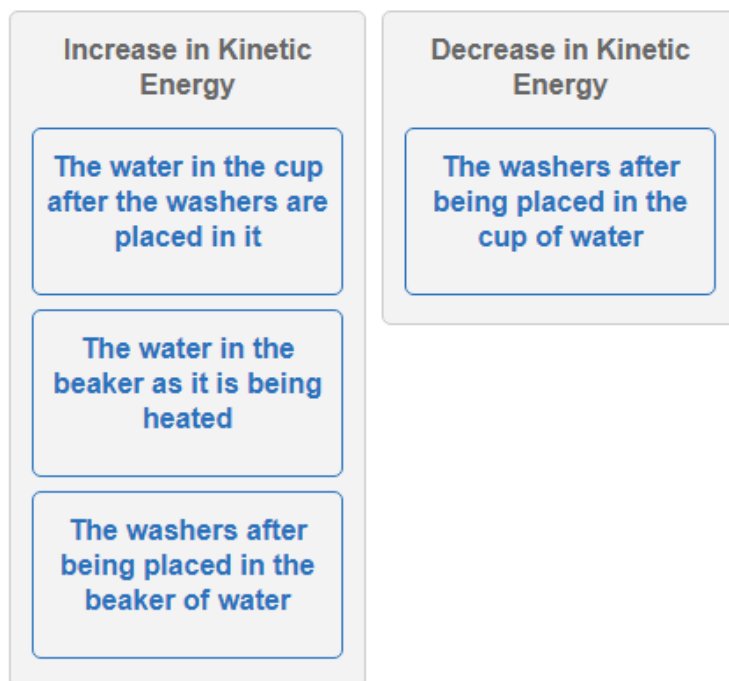 Increase in Kinetic
Energy
The water in the cup
after the washers are
placed in it
The water in the
beaker as it is being
heated
The washers after
being placed in the
beaker of water
Decrease in Kinetic
Energy
The washers after
being placed in the
cup of water